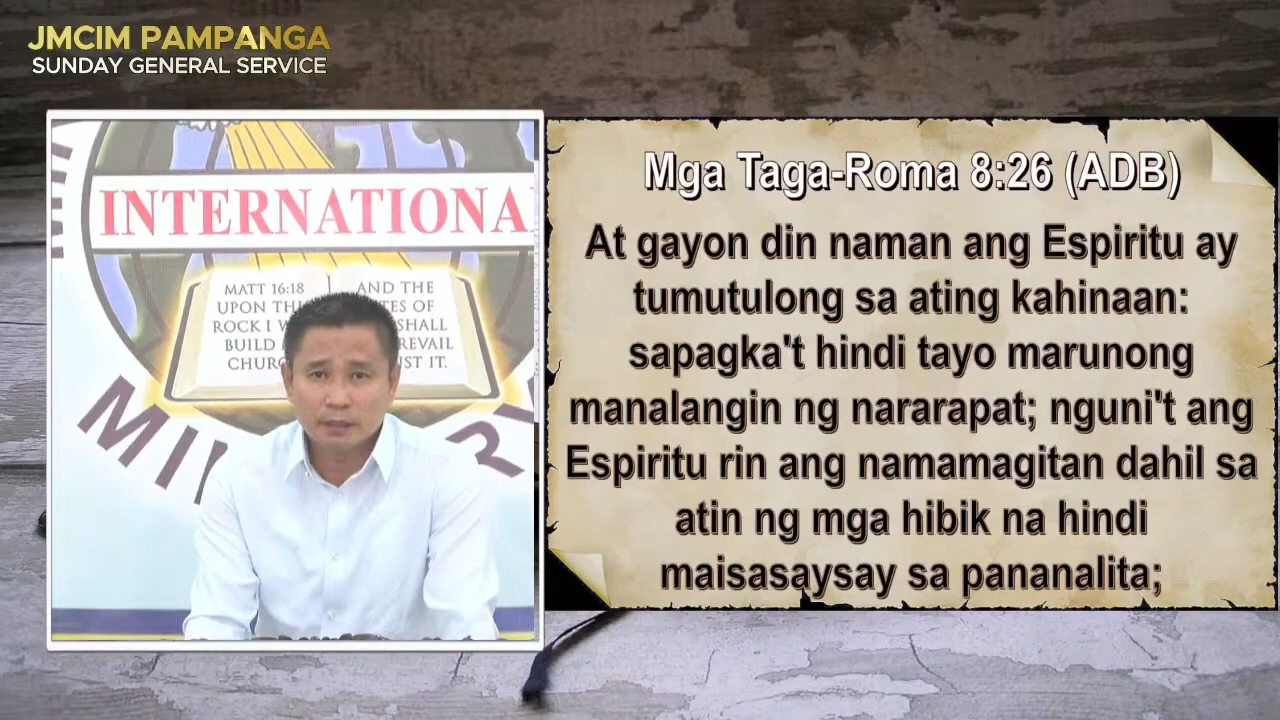 JMCIM PAMPANGA
SUNDAY GENERAL SERVICE
INTERNATIONA
MATT 16:18
UPON THI
ROCK I W
BUILD
CHURC
AND THE
TES OF
SHALL
REVAIL
UST IT.
MI
Mga Taga-Roma 8:26 (ADB)
At gayon din naman ang Espiritu ay
tumutulong sa ating kahinaan:
sapagka't hindi tayo marunong
manalangin ng nararapat; nguni't ang
Espiritu rin ang namamagitan dahil sa
atin ng mga hibik na hindi
maisasaysay sa pananalita;